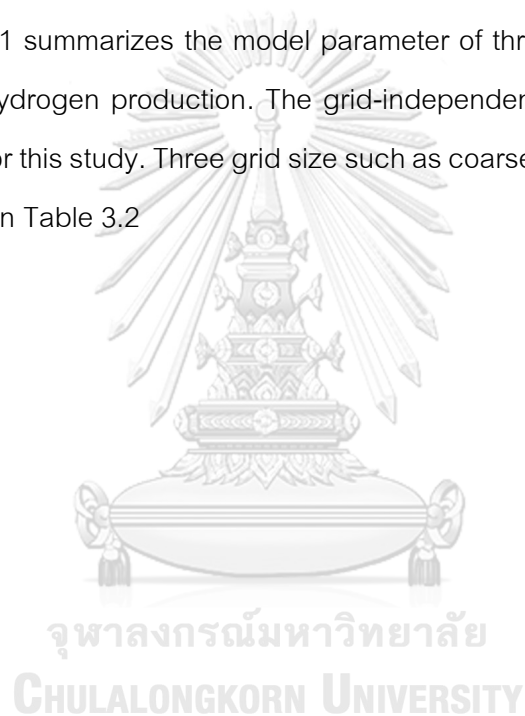 1 summarizes the model parameter of thr
ydrogen production. The grid-independen
or this study. Three grid size such as coarse
n Table 3.2
จุฬาลงกรณ์มหาวิทยาลัย
CHULALONGKORN UNIVERSITY